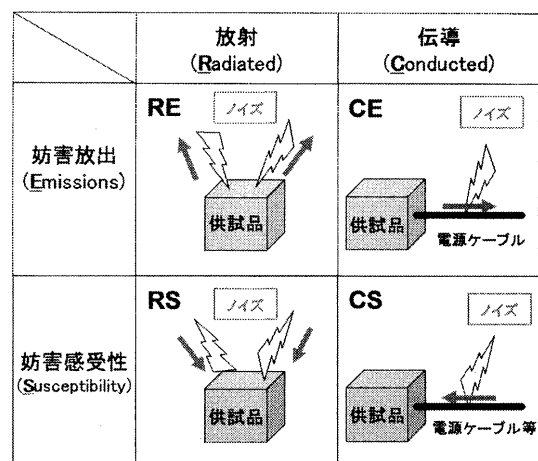 放射
(Radiated)
伝導
(Conducted)
妨害放出
(Emissions)
RE
ノイズ
供試品
CE
ノイズ
供試品
電源ケーブル
妨害感受性
(Susceptibility)
RS
ノイズ
供試品
CS
ノイズ
供試品
電源ケーブル等